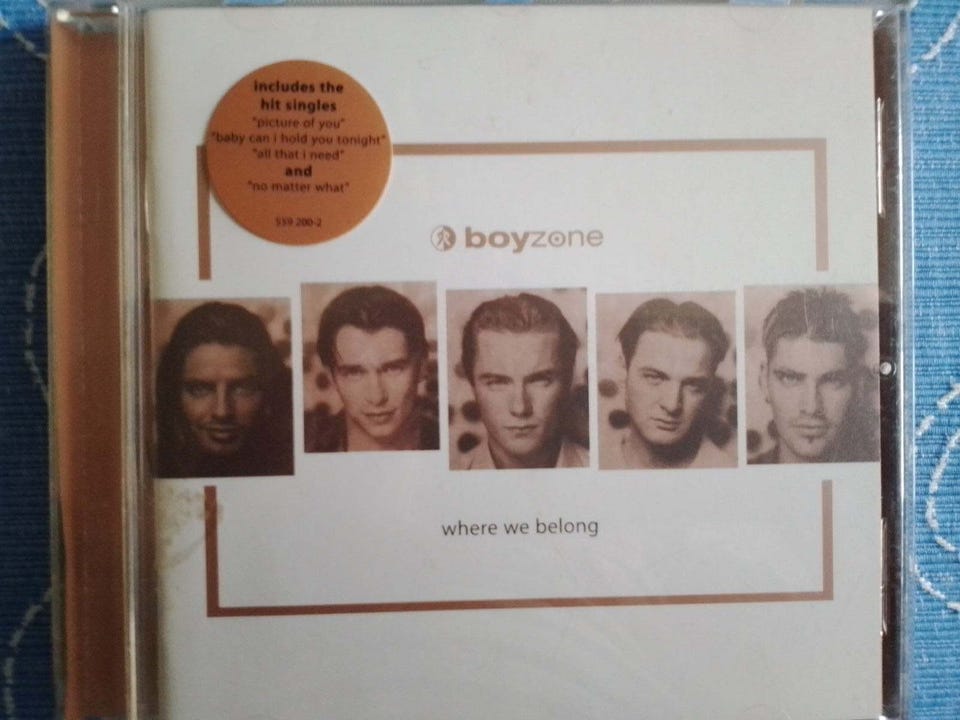 includes the
hit singles
"picture of you"
"baby can i hold you tonight"
"all that i need"
and
"no matter what"
559 200-2
boyzone
where we belong